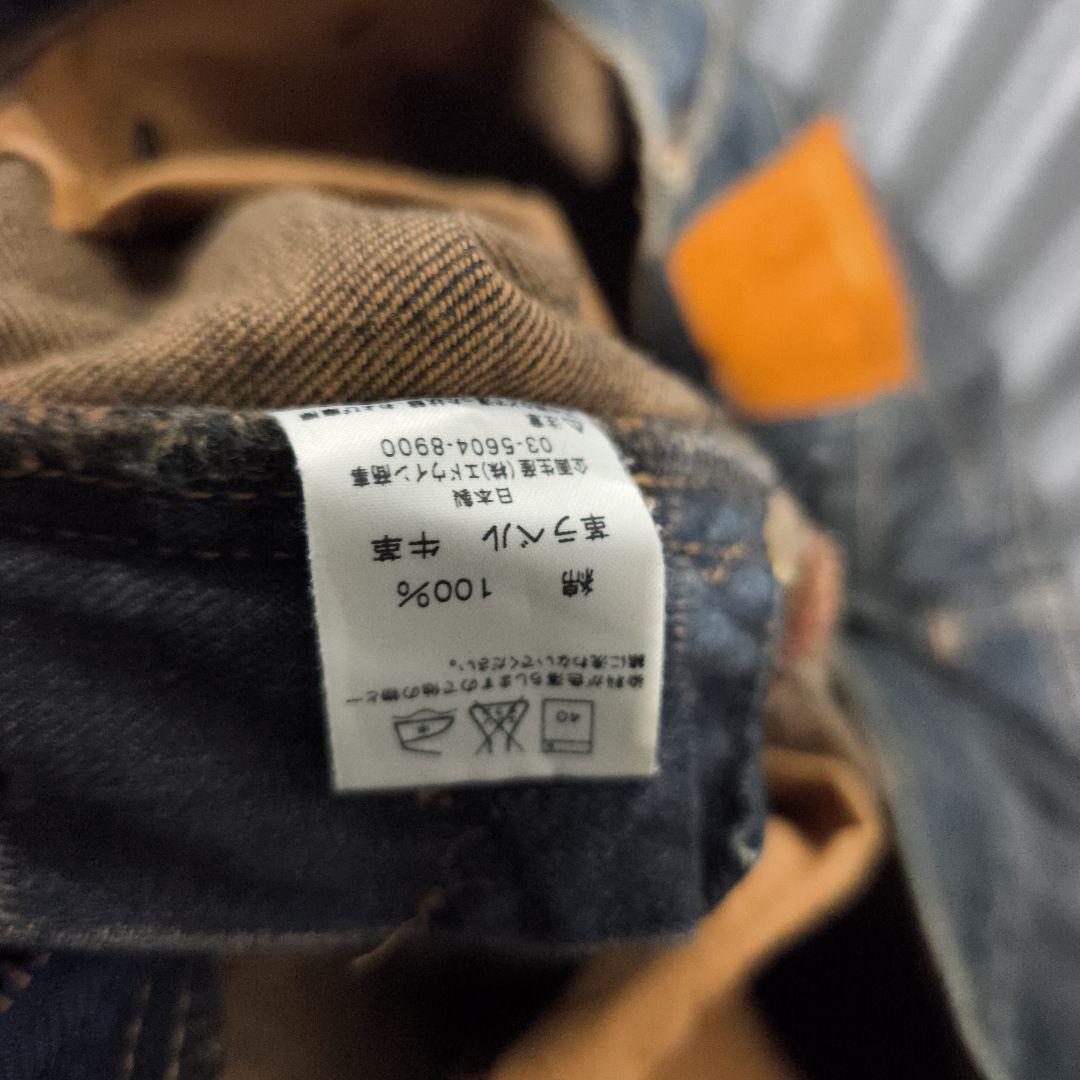 40
染料が色落ちしますので他の物と一
緒に洗わないでください。
綿 100%
革ラベル 牛革
日本製
企画生産 (株)エドウイン商事
03-5604-8900
⚠注意